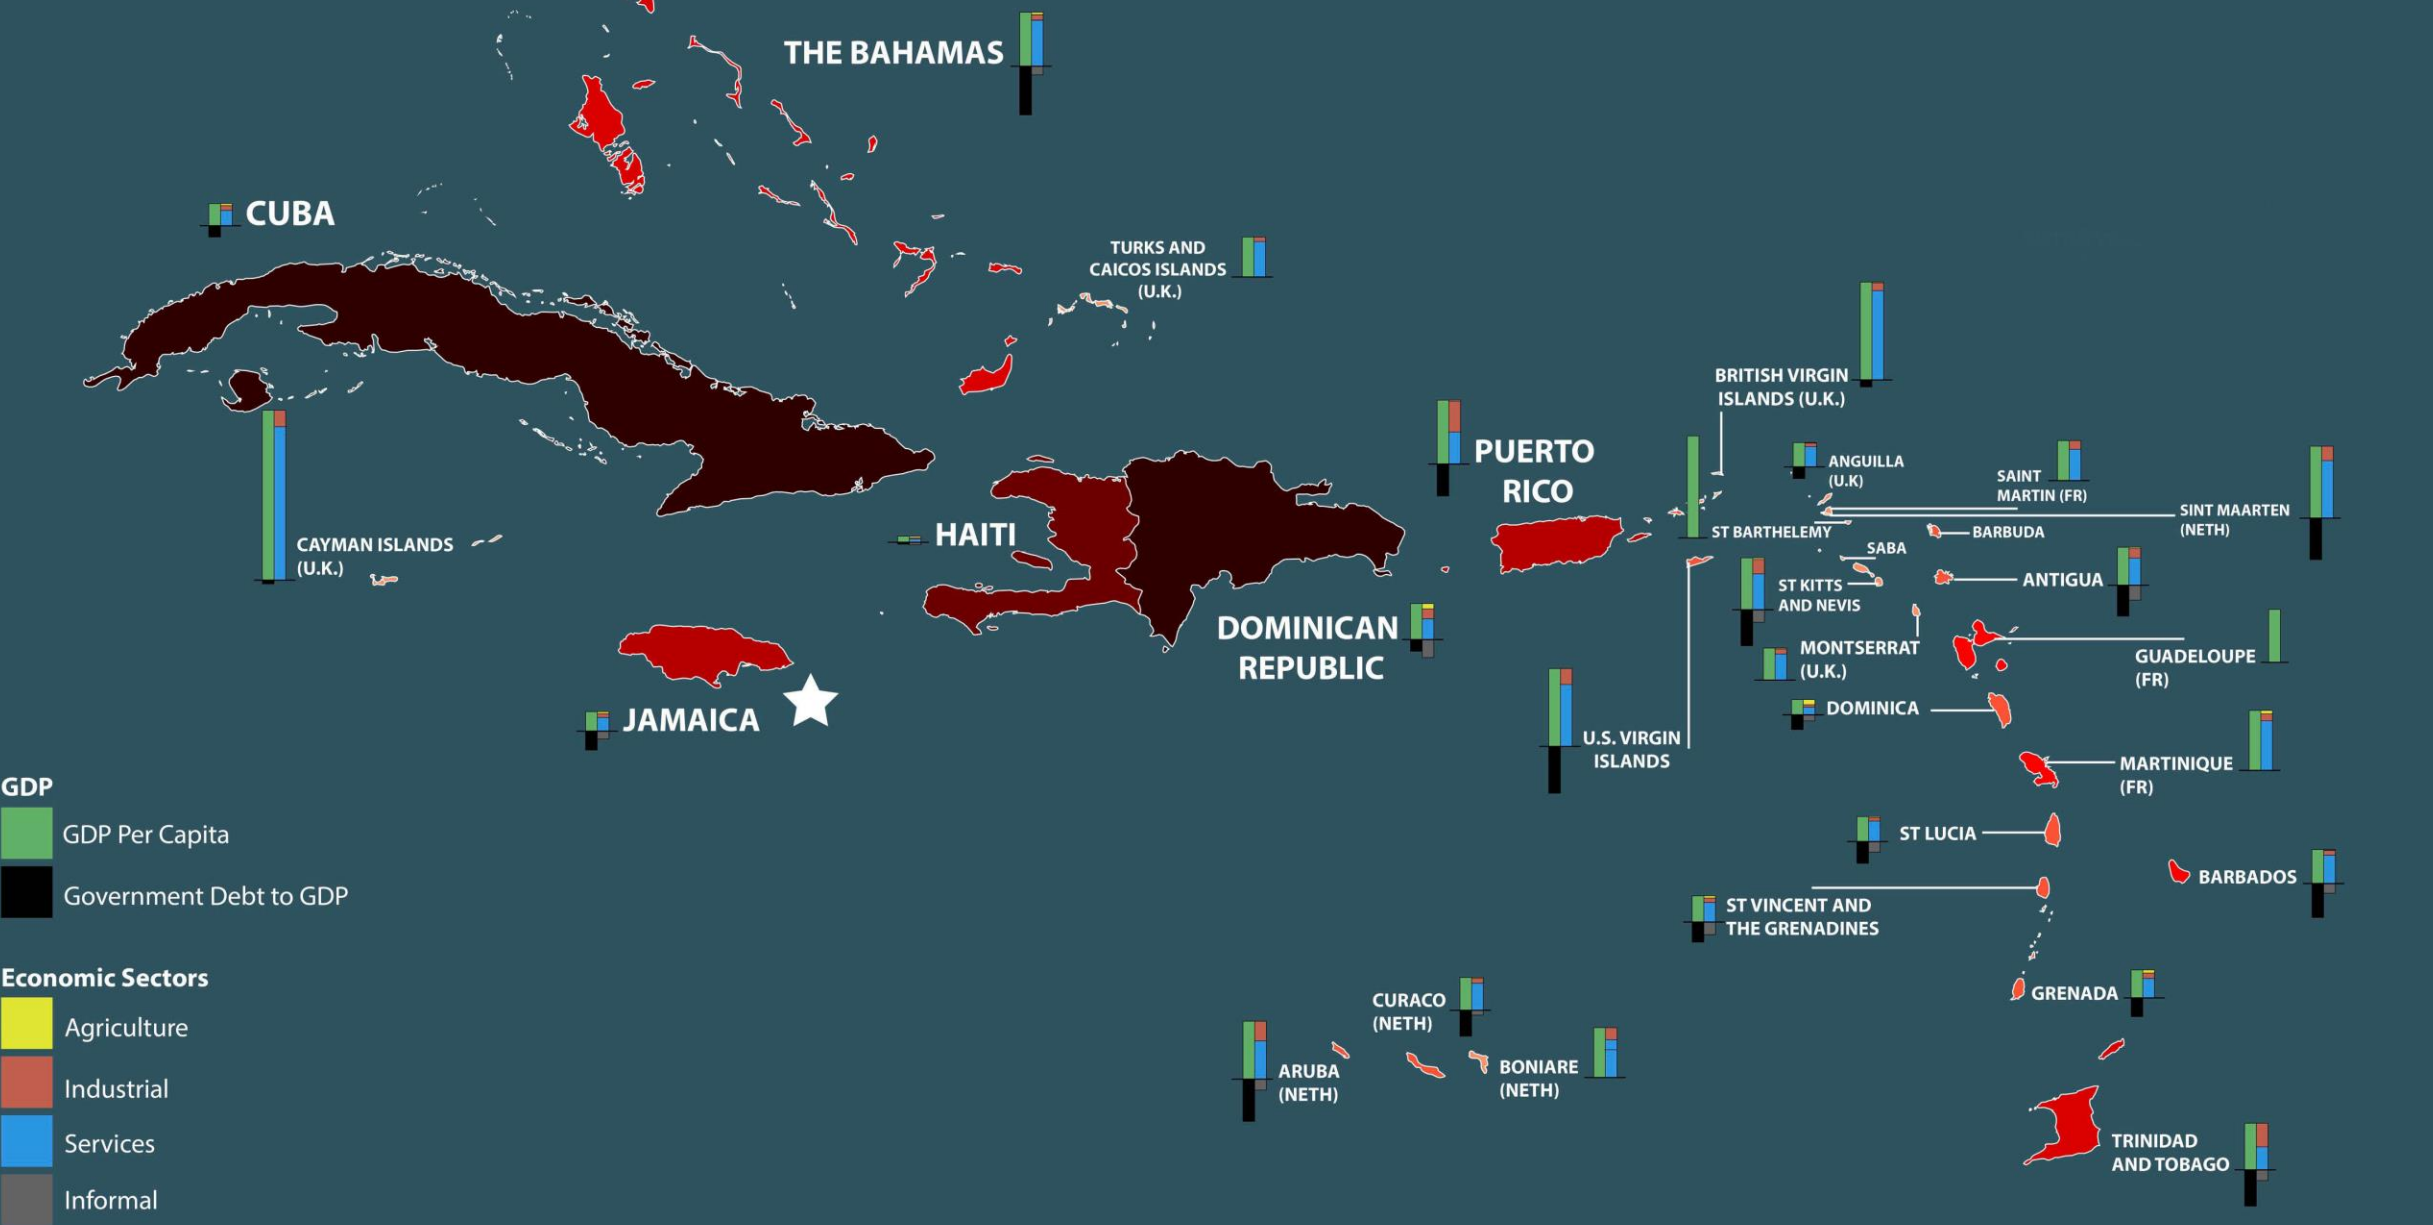 THE BAHAMAS
CUBA
TURKS AND
CAICOS ISLANDS
(U.K.)
BRITISH VIRGIN
ISLANDS (U.K.)
PUERTO
RICO
ANGUILLA
(U.K)
SAINT
MARTIN (FR)
SINT MAARTEN
(NETH)
ST BARTHELEMY
BARBUDA
HAITI
CAYMAN ISLANDS
(U.K.)
SABA
ST KITTS
AND NEVIS
ANTIGUA
DOMINICAN
REPUBLIC
MONTSERRAT
(U.K.)
GUADELOUPE
(FR)
JAMAICA
DOMINICA
U.S. VIRGIN
ISLANDS
MARTINIQUE
(FR)
ST LUCIA
BARBADOS
ST VINCENT AND
THE GRENADINES
GRENADA
CURACO
(NETH)
ARUBA
(NETH)
BONIARE
(NETH)
TRINIDAD
AND TOBAGO
GDP
GDP Per Capita
Government Debt to GDP
Economic Sectors
Agriculture
Industrial
Services
Informal